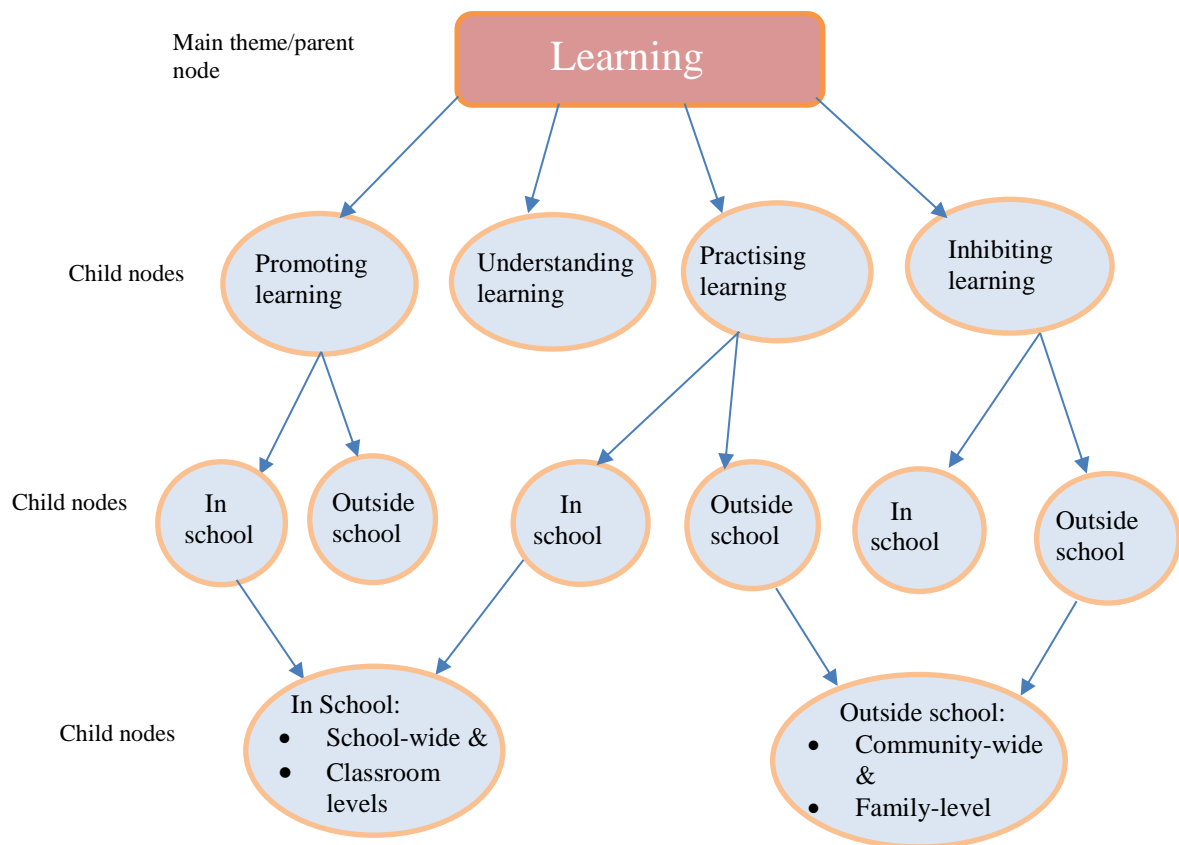 Main theme/parent
node
Learning
Child nodes
Promoting
learning
Understanding
learning
Practising
learning
Inhibiting
learning
Child nodes
In
school
Outside
school
In
school
Outside
school
In
school
Outside
school
Child nodes
In School:
• School-wide &
• Classroom
levels
Outside school:
• Community-wide
&
• Family-level